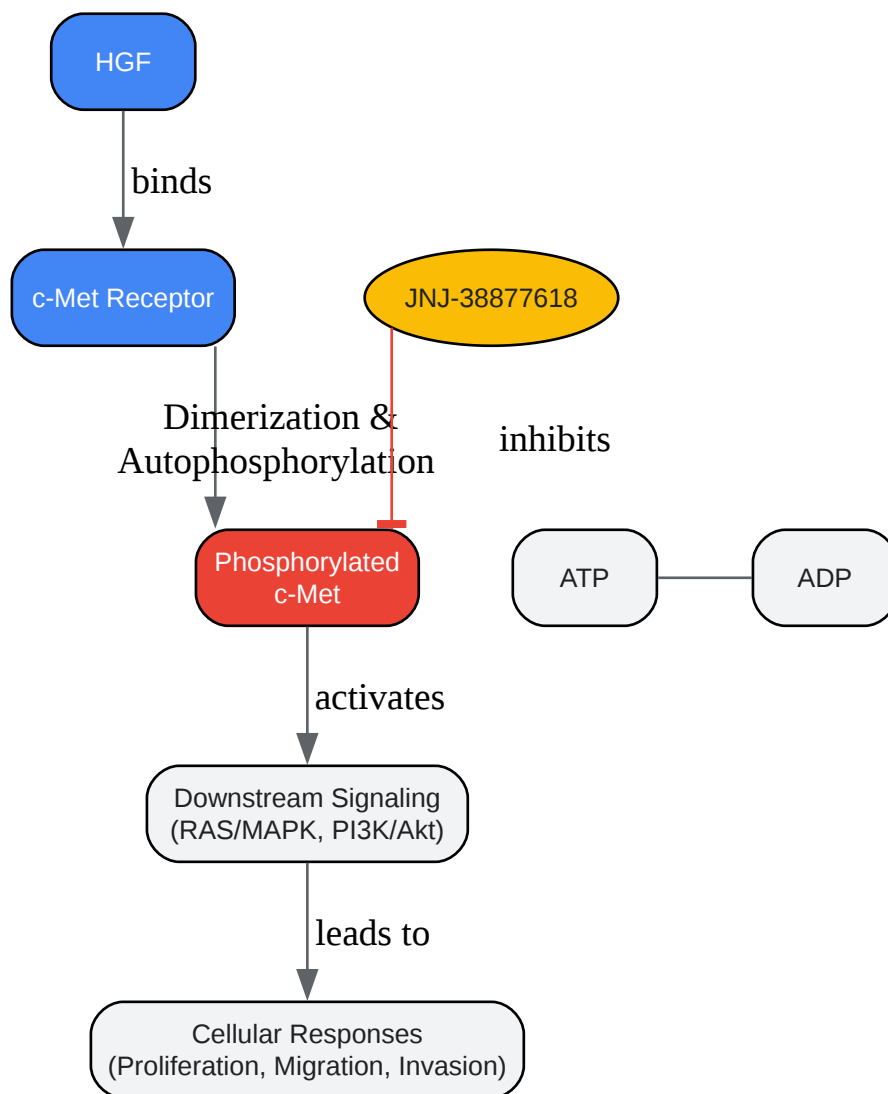 HGF
binds
c-Met Receptor
JNJ-38877618
Dimerization &
Autophosphorylation
inhibits
Phosphorylated
c-Met
ATP
ADP
activates
Downstream Signaling
(RAS/MAPK, PI3K/Akt)
leads to
Cellular Responses
(Proliferation, Migration, Invasion)